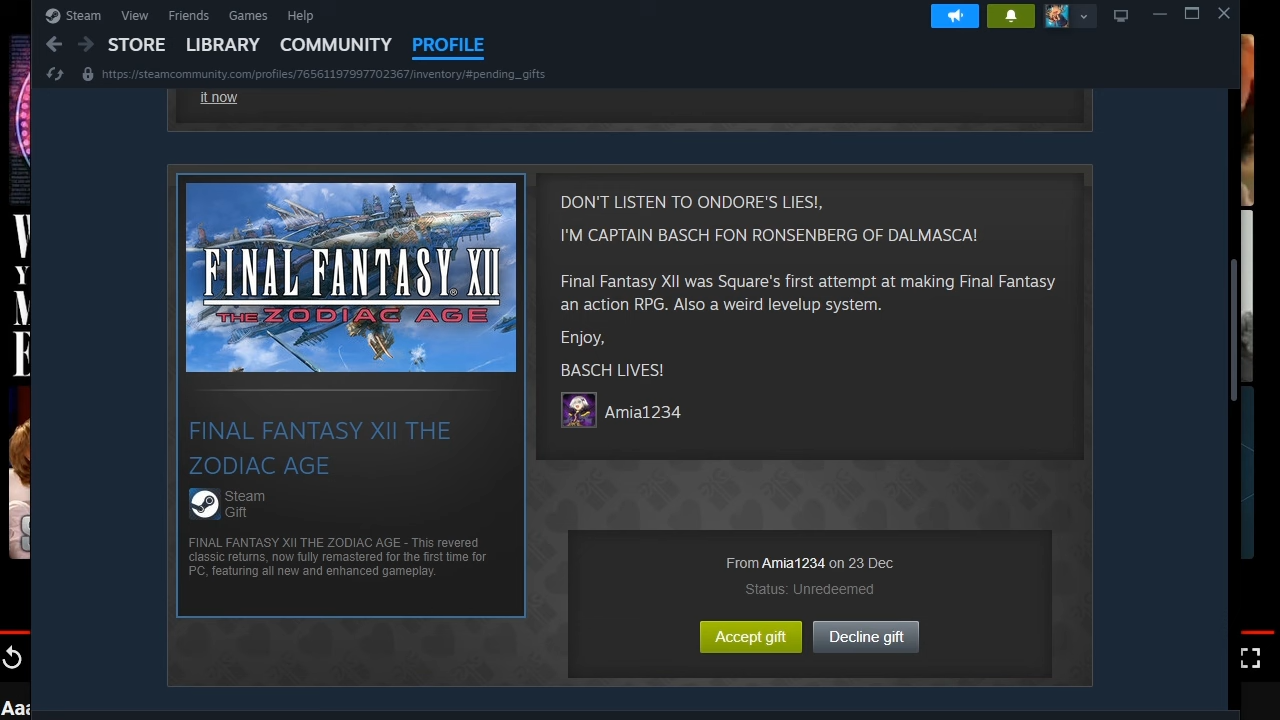 Steam View Friends Games Help
STORE LIBRARY COMMUNITY PROFILE
https://steamcommunity.com/profiles/76561197997702367/inventory/#pending_gifts
it now
FINAL FANTASY XII
THE ZODIAC AGE
FINAL FANTASY XII THE
ZODIAC AGE
Steam
Gift
FINAL FANTASY XII THE ZODIAC AGE - This revered
classic returns, now fully remastered for the first time for
PC, featuring all new and enhanced gameplay.
DON'T LISTEN TO ONDORE'S LIES!,
I'M CAPTAIN BASCH FON RONSENBERG OF DALMASCA!
Final Fantasy XII was Square's first attempt at making Final Fantasy
an action RPG. Also a weird levelup system.
Enjoy,
BASCH LIVES!
Amia1234
From Amia1234 on 23 Dec
Status: Unredeemed
Accept gift Decline gift
Aaa